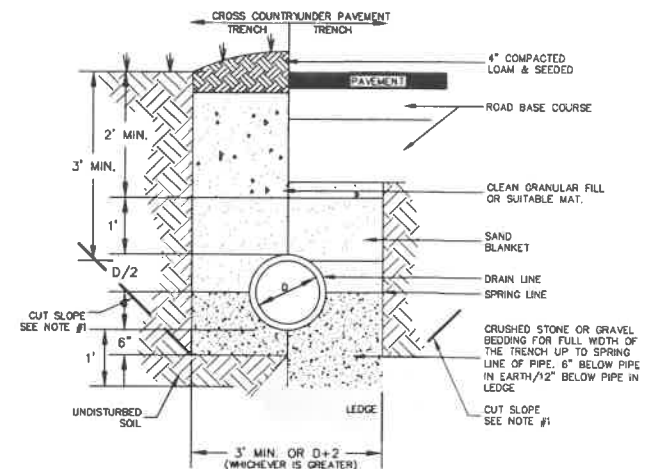 CROSS COUNTRY
TRENCH
UNDER PAVEMENT
TRENCH
4" COMPACTED
LOAM & SEEDED
PAVEMENT
ROAD BASE COURSE
2' MIN.
3' MIN.
CLEAN GRANULAR FILL
OR SUITABLE MAT.
1'
SAND
BLANKET
D/2
D
DRAIN LINE
SPRING LINE
CUT SLOPE
SEE NOTE #1
6"
1'
CRUSHED STONE OR GRAVEL
BEDDING FOR FULL WIDTH OF
THE TRENCH UP TO SPRING
LINE OF PIPE. 6" BELOW PIPE
IN EARTH/12" BELOW PIPE IN
LEDGE
UNDISTURBED
SOIL
LEDGE
CUT SLOPE
SEE NOTE #1
3' MIN. OR D+2
(WHICHEVER IS GREATER)